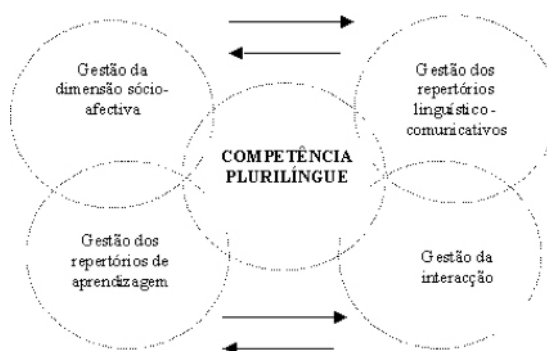 Gestão da
dimensão sócio-
afectiva
Gestão dos
repertórios
linguístico-
comunicativos
COMPETÊNCIA
PLURILÍNGUE
Gestão dos
repertórios de
aprendizagem
Gestão da
interacção